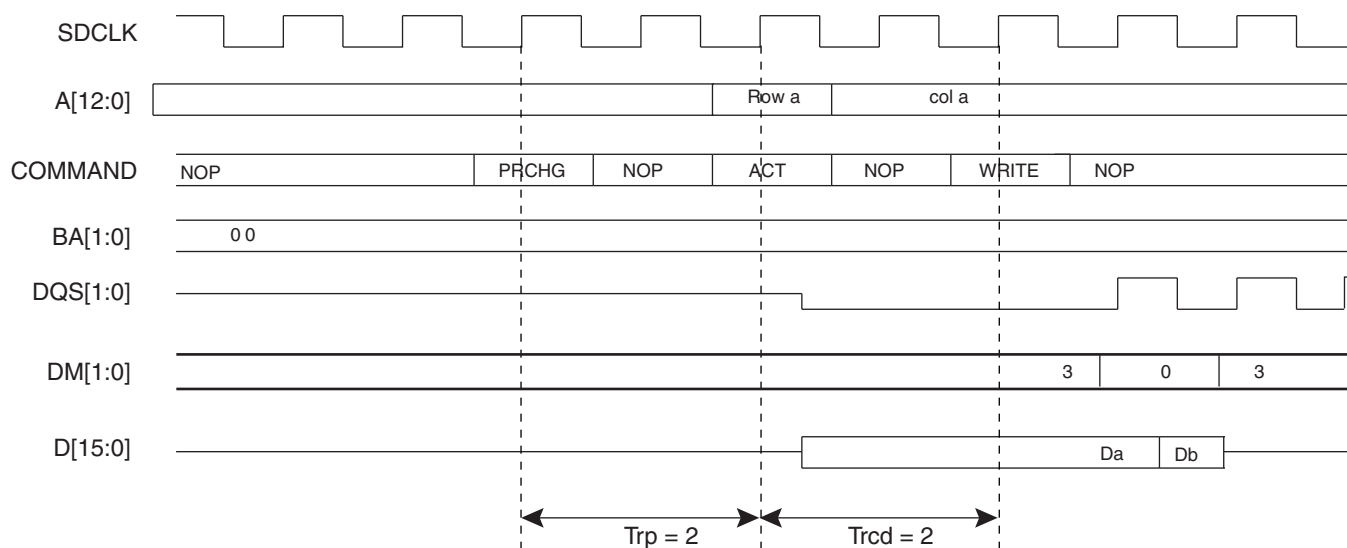 SDCLK
A[12:0] Row a col a
COMMAND NOP PRCHG NOP ACT NOP WRITE NOP
BA[1:0] 0 0
DQS[1:0]
DM[1:0] 3 0 3
D[15:0] Da Db
Trp = 2 Trcd = 2